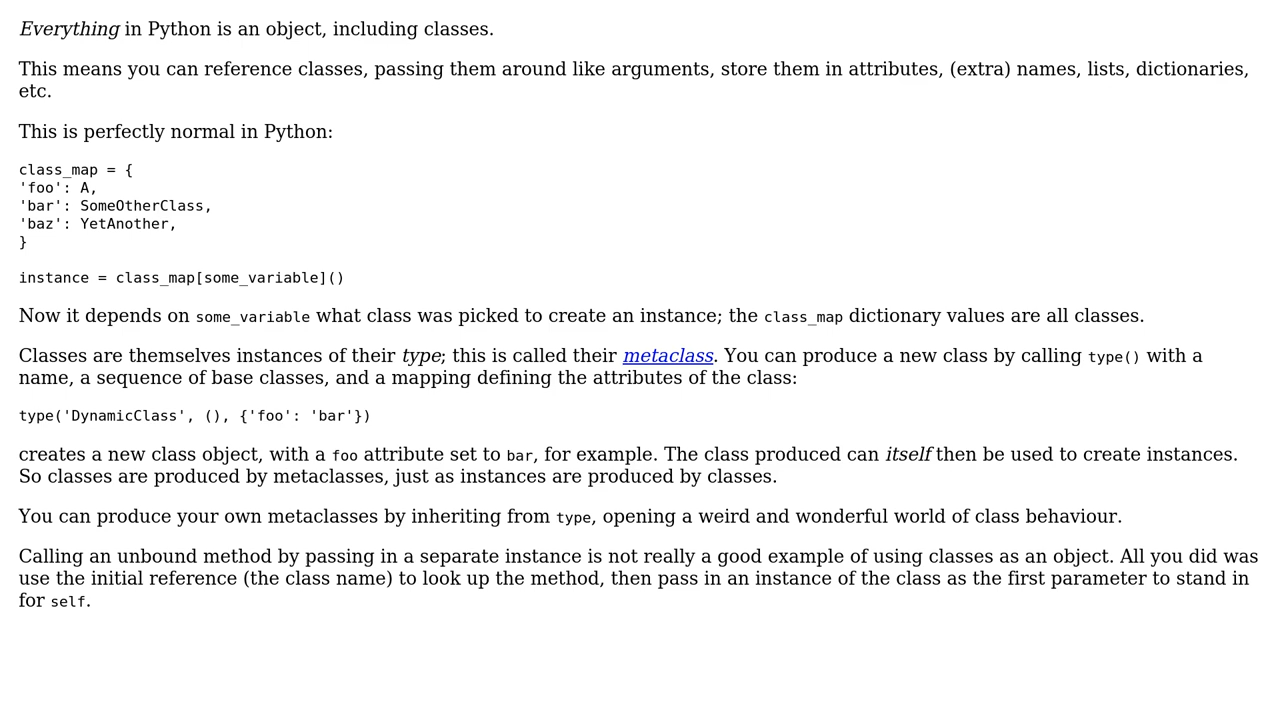 Everything in Python is an object, including classes.
This means you can reference classes, passing them around like arguments, store them in attributes, (extra) names, lists, dictionaries,
etc.
This is perfectly normal in Python:
class_map = {
'foo': A,
'bar': SomeOtherClass,
'baz': YetAnother,
}
instance = class_map[some_variable]()
Now it depends on some_variable what class was picked to create an instance; the class_map dictionary values are all classes.
Classes are themselves instances of their type; this is called their metaclass. You can produce a new class by calling type() with a
name, a sequence of base classes, and a mapping defining the attributes of the class:
type('DynamicClass', (), {'foo': 'bar'})
creates a new class object, with a foo attribute set to bar, for example. The class produced can itself then be used to create instances.
So classes are produced by metaclasses, just as instances are produced by classes.
You can produce your own metaclasses by inheriting from type, opening a weird and wonderful world of class behaviour.
Calling an unbound method by passing in a separate instance is not really a good example of using classes as an object. All you did was
use the initial reference (the class name) to look up the method, then pass in an instance of the class as the first parameter to stand in
for self.